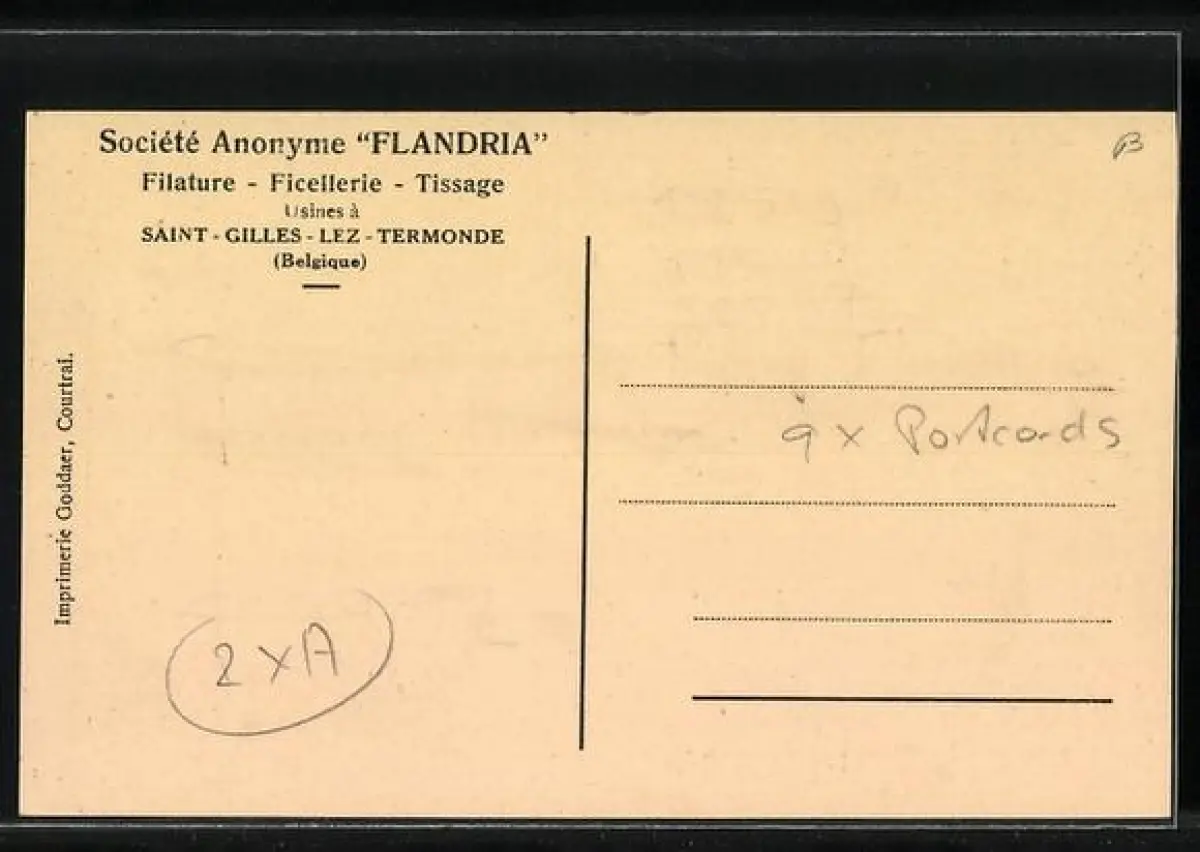 Société Anonyme “FLANDRIA”
Filature - Ficellerie - Tissage
Usines à
SAINT - GILLES - LEZ - TERMONDE
(Belgique)
Imprimerie Goddaer, Courtrai.
9 x Postcards
2 x A